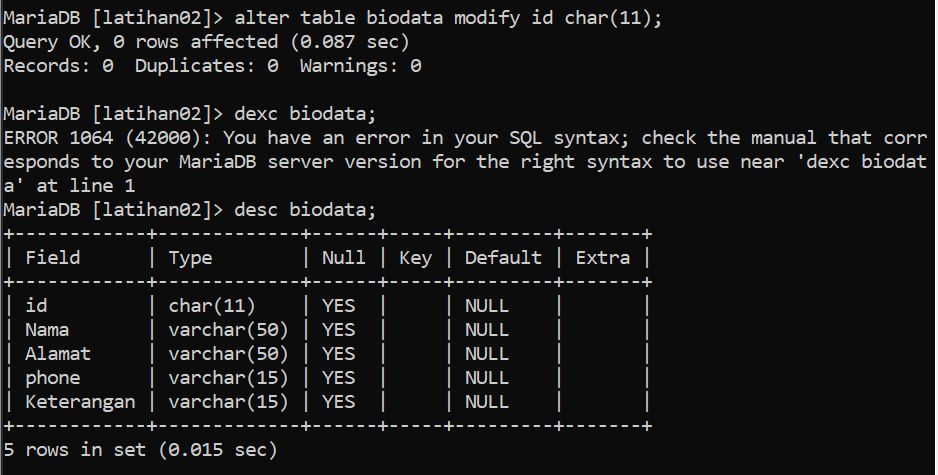 MariaDB [latihan02]> alter table biodata modify id char(11);
Query OK, 0 rows affected (0.087 sec)
Records: 0  Duplicates: 0  Warnings: 0

MariaDB [latihan02]> dexc biodata;
ERROR 1064 (42000): You have an error in your SQL syntax; check the manual that corr
esponds to your MariaDB server version for the right syntax to use near 'dexc biodat
a' at line 1
MariaDB [latihan02]> desc biodata;
+------------+-------------+------+-----+---------+-------+
| Field      | Type        | Null | Key | Default | Extra |
+------------+-------------+------+-----+---------+-------+
| id         | char(11)    | YES  |     | NULL    |       |
| Nama       | varchar(50) | YES  |     | NULL    |       |
| Alamat     | varchar(50) | YES  |     | NULL    |       |
| phone      | varchar(15) | YES  |     | NULL    |       |
| Keterangan | varchar(15) | YES  |     | NULL    |       |
+------------+-------------+------+-----+---------+-------+
5 rows in set (0.015 sec)